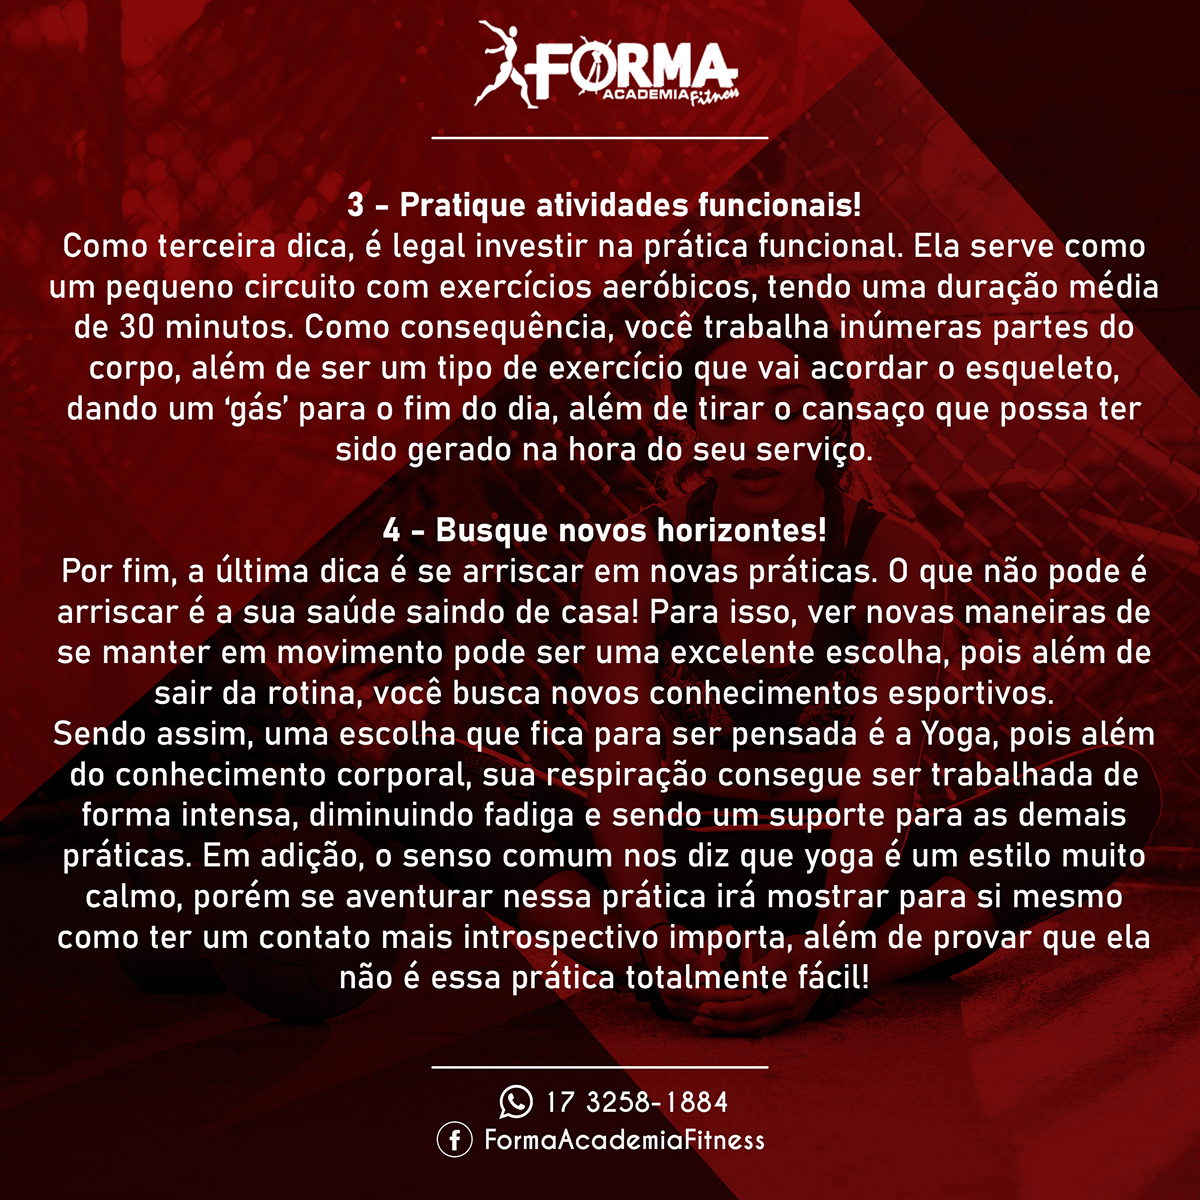 FORMA
ACADEMIA Fitness
3 - Pratique atividades funcionais!
Como terceira dica, é legal investir na prática funcional. Ela serve como
um pequeno circuito com exercícios aeróbicos, tendo uma duração média
de 30 minutos. Como consequência, você trabalha inúmeras partes do
corpo, além de ser um tipo de exercício que vai acordar o esqueleto,
dando um ‘gás’ para o fim do dia, além de tirar o cansaço que possa ter
sido gerado na hora do seu serviço.
4 - Busque novos horizontes!
Por fim, a última dica é se arriscar em novas práticas. O que não pode é
arriscar é a sua saúde saindo de casa! Para isso, ver novas maneiras de
se manter em movimento pode ser uma excelente escolha, pois além de
sair da rotina, você busca novos conhecimentos esportivos.
Sendo assim, uma escolha que fica para ser pensada é a Yoga, pois além
do conhecimento corporal, sua respiração consegue ser trabalhada de
forma intensa, diminuindo fadiga e sendo um suporte para as demais
práticas. Em adição, o senso comum nos diz que yoga é um estilo muito
calmo, porém se aventurar nessa prática irá mostrar para si mesmo
como ter um contato mais introspectivo importa, além de provar que ela
não é essa prática totalmente fácil!
17 3258-1884
FormaAcademiaFitness